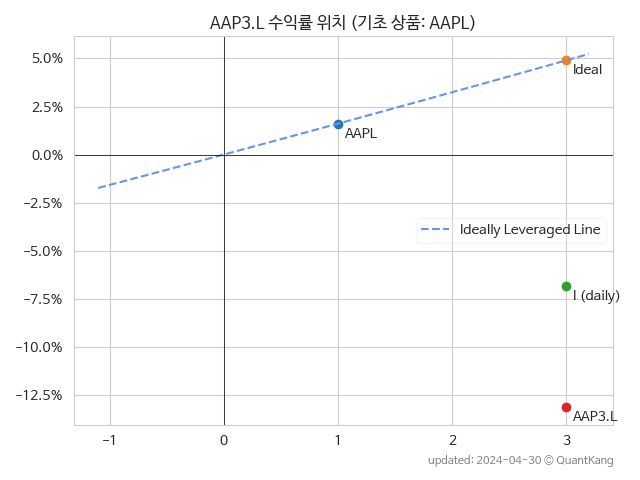 AAP3.L 수익률 위치 (기초 상품: AAPL)
5.0%
2.5%
0.0%
−2.5%
−5.0%
−7.5%
−10.0%
−12.5%
Ideal
AAPL
Ideally Leveraged Line
I (daily)
AAP3.L
−1
0
1
2
3
updated: 2024-04-30 © QuantKang